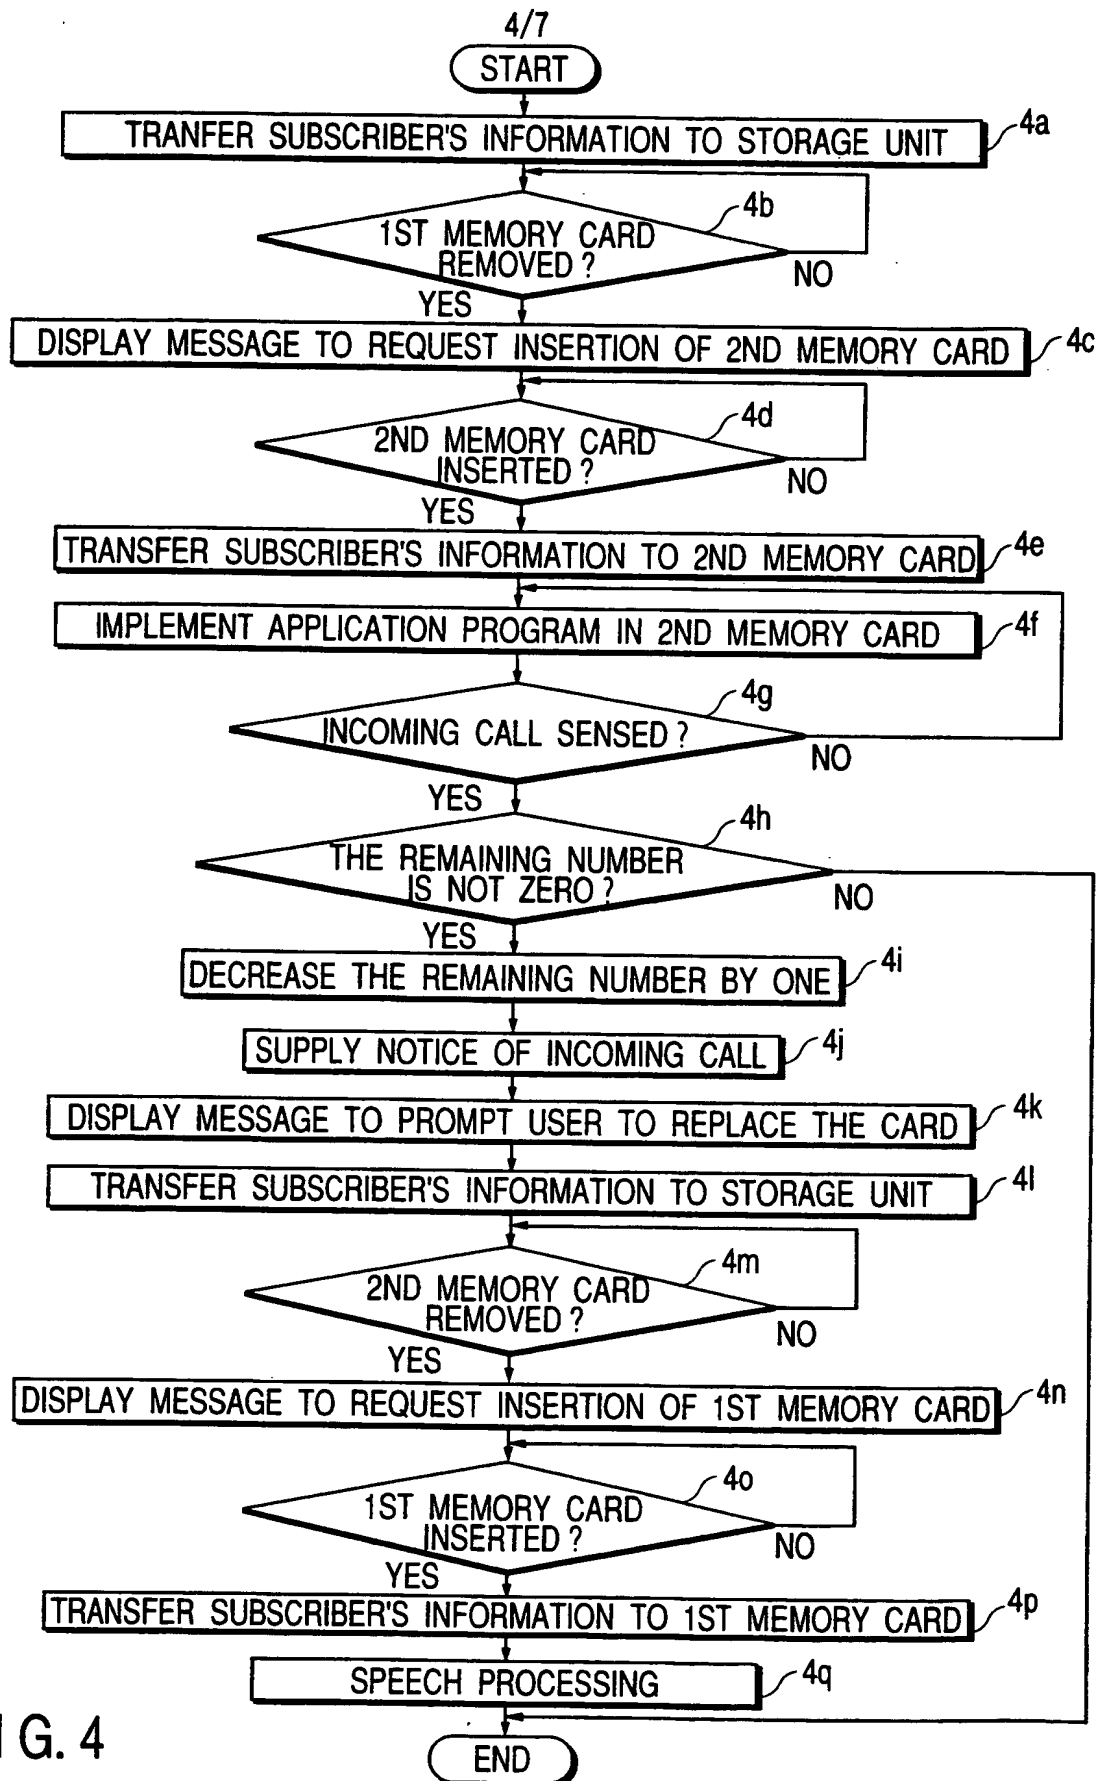 4/7
START
TRANFER SUBSCRIBER'S INFORMATION TO STORAGE UNIT
4a
4b
1ST MEMORY CARD
REMOVED?
NO
YES
DISPLAY MESSAGE TO REQUEST INSERTION OF 2ND MEMORY CARD
4c
4d
2ND MEMORY CARD
INSERTED?
NO
YES
TRANSFER SUBSCRIBER'S INFORMATION TO 2ND MEMORY CARD
4e
IMPLEMENT APPLICATION PROGRAM IN 2ND MEMORY CARD
4f
4g
INCOMING CALL SENSED?
NO
YES
4h
THE REMAINING NUMBER
IS NOT ZERO?
NO
YES
DECREASE THE REMAINING NUMBER BY ONE
4i
SUPPLY NOTICE OF INCOMING CALL
4j
DISPLAY MESSAGE TO PROMPT USER TO REPLACE THE CARD
4k
TRANSFER SUBSCRIBER'S INFORMATION TO STORAGE UNIT
4l
4m
2ND MEMORY CARD
REMOVED?
NO
YES
DISPLAY MESSAGE TO REQUEST INSERTION OF 1ST MEMORY CARD
4n
4o
1ST MEMORY CARD
INSERTED?
NO
YES
TRANSFER SUBSCRIBER'S INFORMATION TO 1ST MEMORY CARD
4p
SPEECH PROCESSING
4q
END
I G. 4